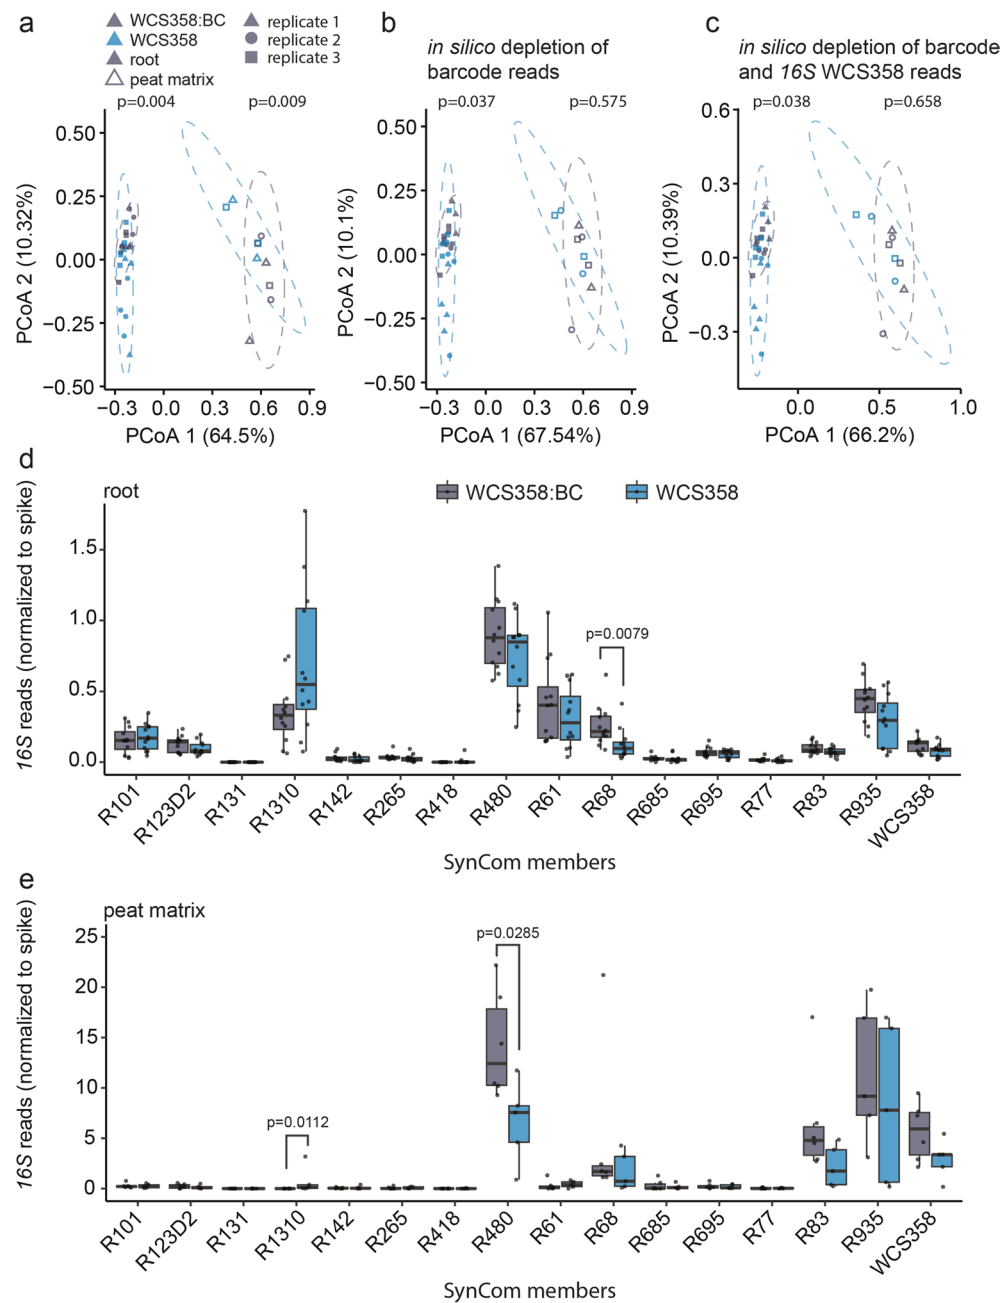 a
WCS358:BC
WCS358
root
peat matrix
replicate 1
replicate 2
replicate 3
p=0.004
p=0.009
0.50
0.25
0.00
−0.25
−0.50
PCoA 2 (10.32%)
−0.3
0.0
0.3
0.6
0.9
PCoA 1 (64.5%)
b
in silico depletion of
barcode reads
p=0.037
p=0.575
0.50
0.25
0.00
−0.25
−0.50
PCoA 2 (10.1%)
−0.3
0.0
0.3
0.6
0.9
PCoA 1 (67.54%)
c
in silico depletion of barcode
and 16S WCS358 reads
p=0.038
p=0.658
0.6
0.3
0.0
−0.3
PCoA 2 (10.39%)
0.0
0.5
1.0
PCoA 1 (66.2%)
d
root
WCS358:BC
WCS358
16S reads (normalized to spike)
1.5
1.0
0.5
0.0
p=0.0079
R101
R123D2
R131
R1310
R142
R265
R418
R480
R61
R68
R685
R695
R77
R83
R935
WCS358
SynCom members
e
peat matrix
16S reads (normalized to spike)
25
20
15
10
5
0
p=0.0112
p=0.0285
R101
R123D2
R131
R1310
R142
R265
R418
R480
R61
R68
R685
R695
R77
R83
R935
WCS358
SynCom members